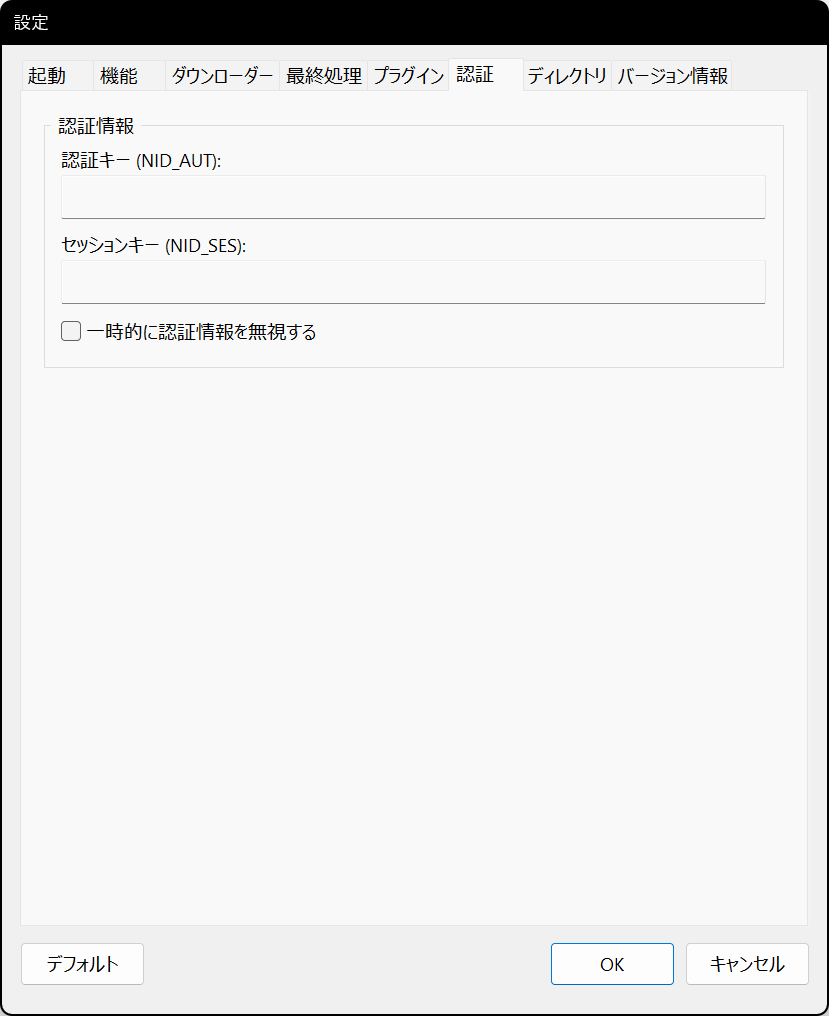 設定
起動 機能 ダウンローダー 最終処理 プラグイン 認証 ディレクトリ バージョン情報
認証情報
認証キー (NID_AUT):
セッションキー (NID_SES):
一時的に認証情報を無視する
デフォルト OK キャンセル